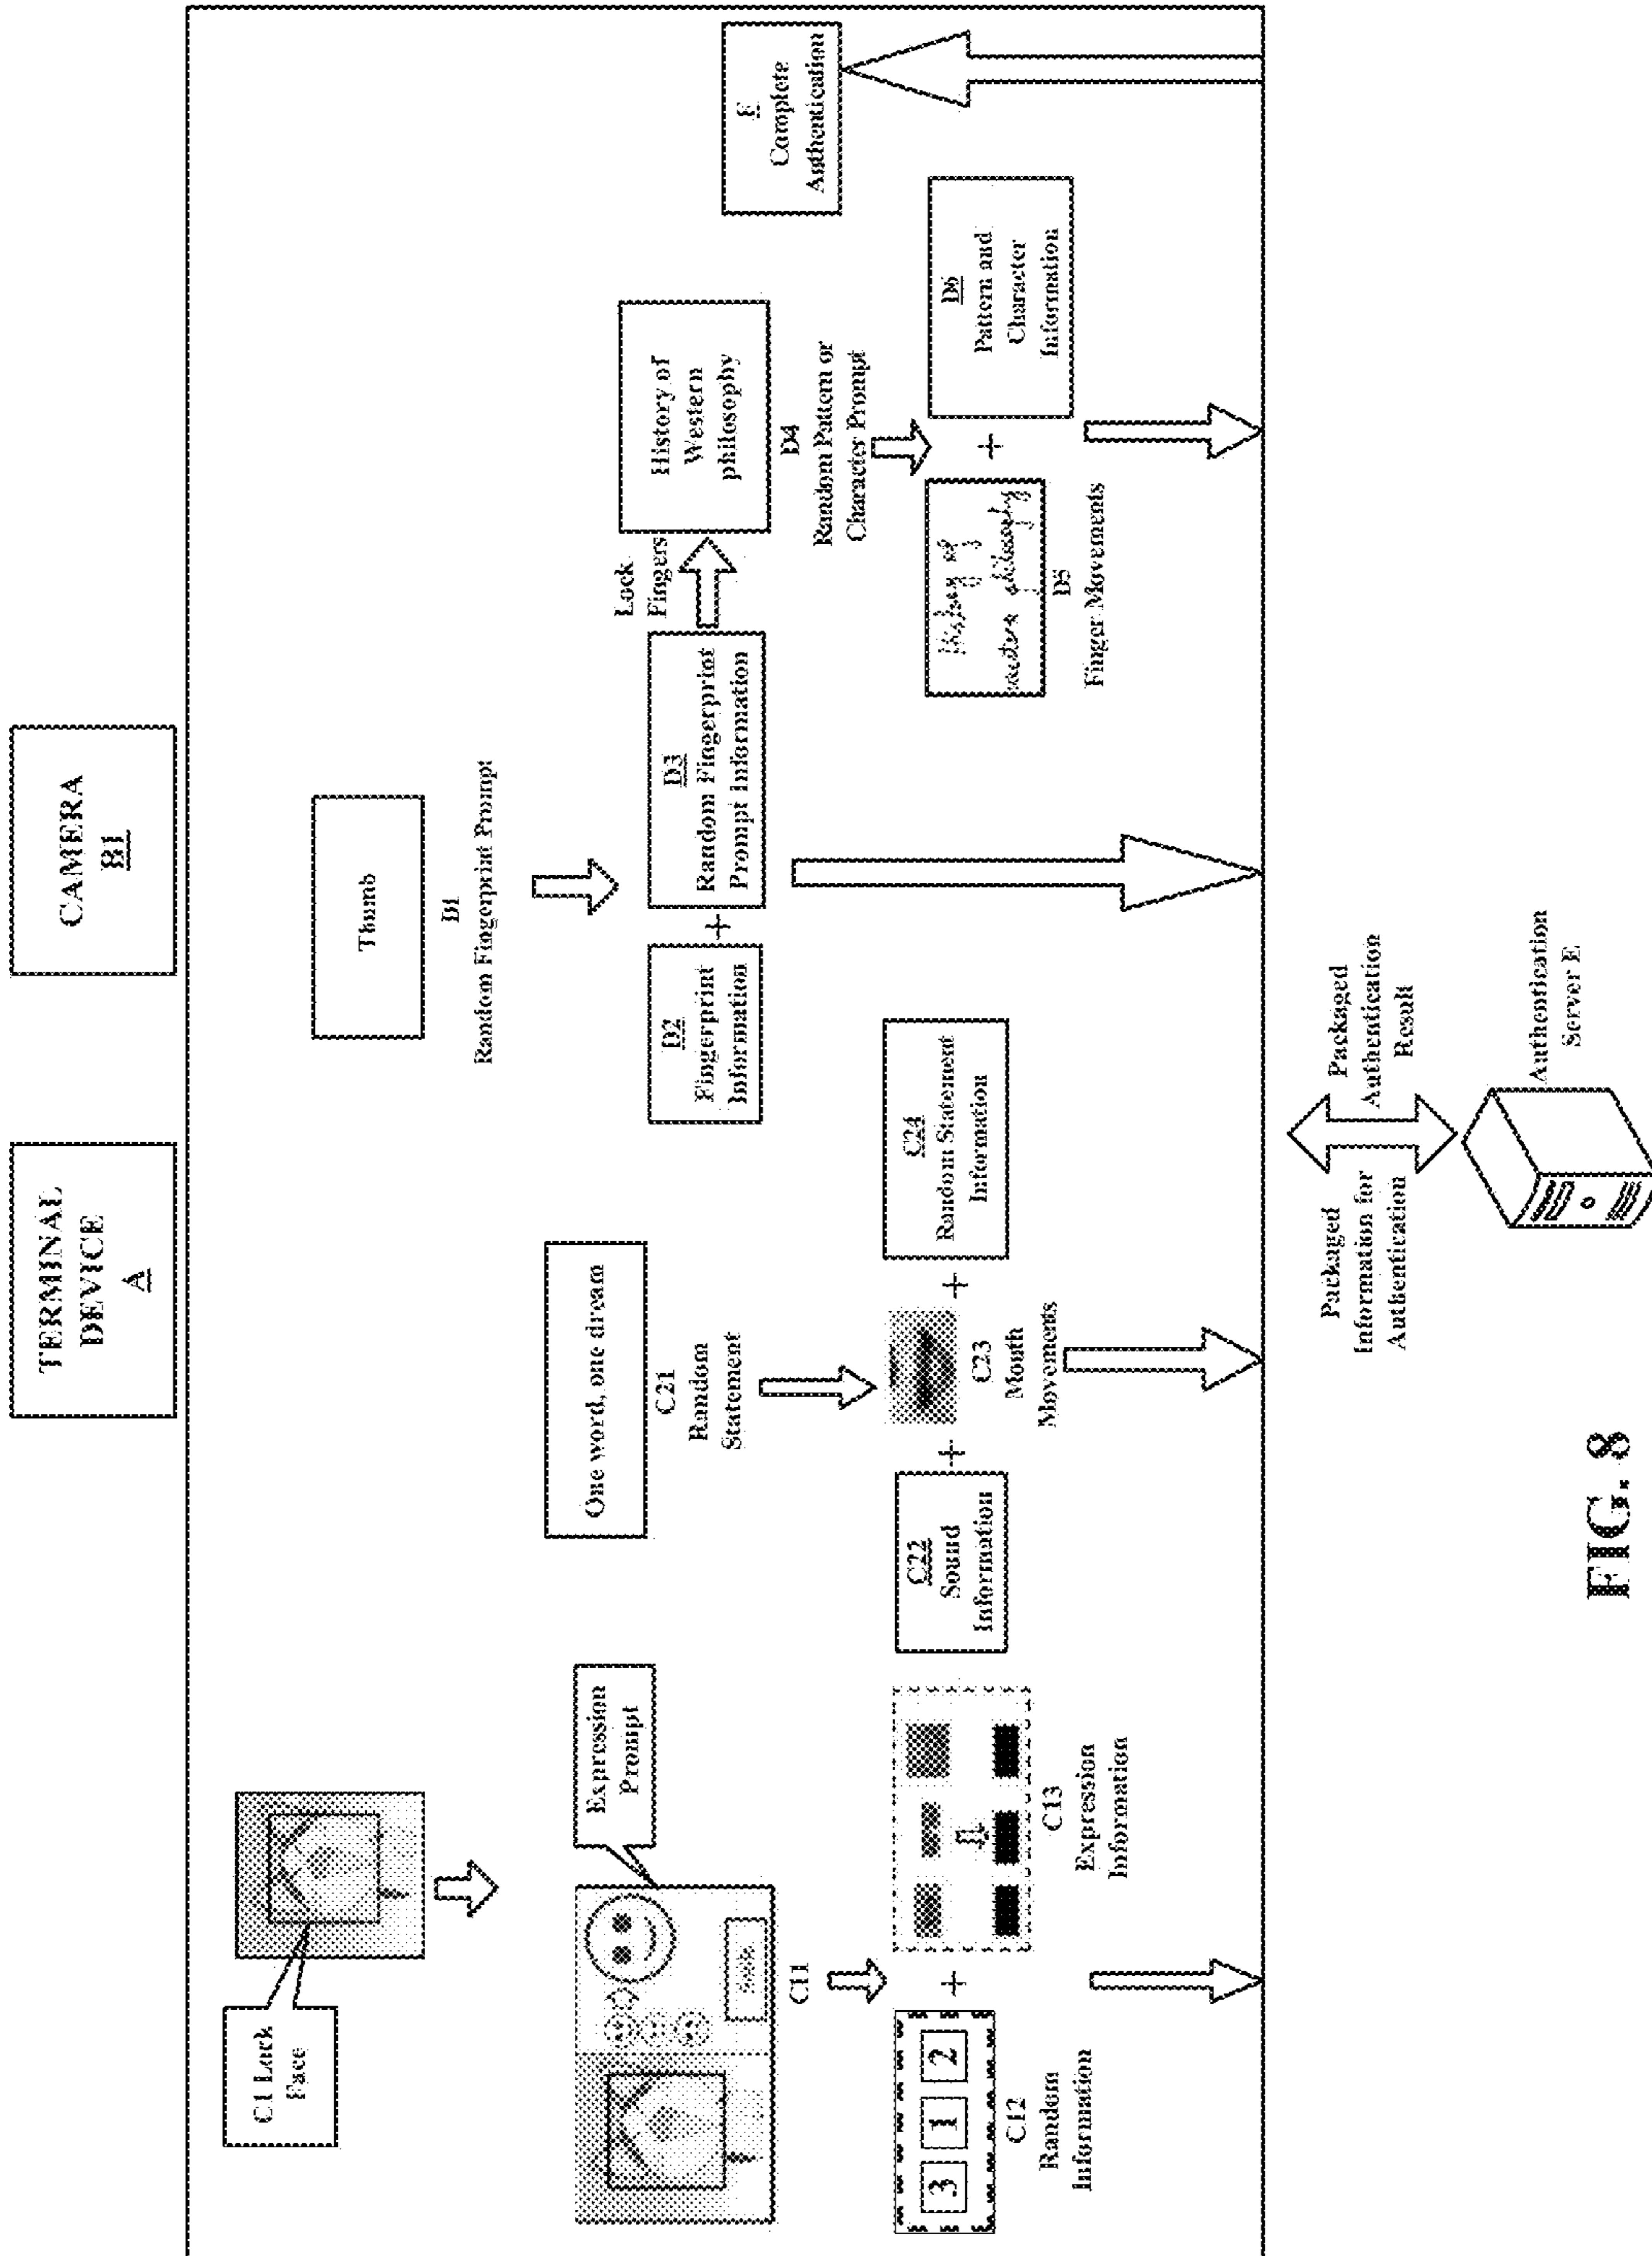 TERMINAL
DEVICE
A
CAMERA
B1
C1 Lock
Face
Expression
Prompt
C11
3 1 2
C12
Random
Information
C13
Expression
Information
One word, one dream
C21
Random
Statement
C22
Sound
Information
C23
Mouth
Movements
C24
Random Statement
Information
Thumb
Random Fingerprint Prompt
D2
Fingerprint
Information
D3
Random Fingerprint
Prompt Information
Lock
Fingers
History of
Western
philosophy
D4
Random Pattern or
Character Prompt
History of
western philosophy
D5
Finger Movements
D6
Pattern and
Character
Information
E
Complete
Authentication
Packaged
Information for
Authentication
Packaged
Authentication
Result
Authentication
Server E
FIG. 8